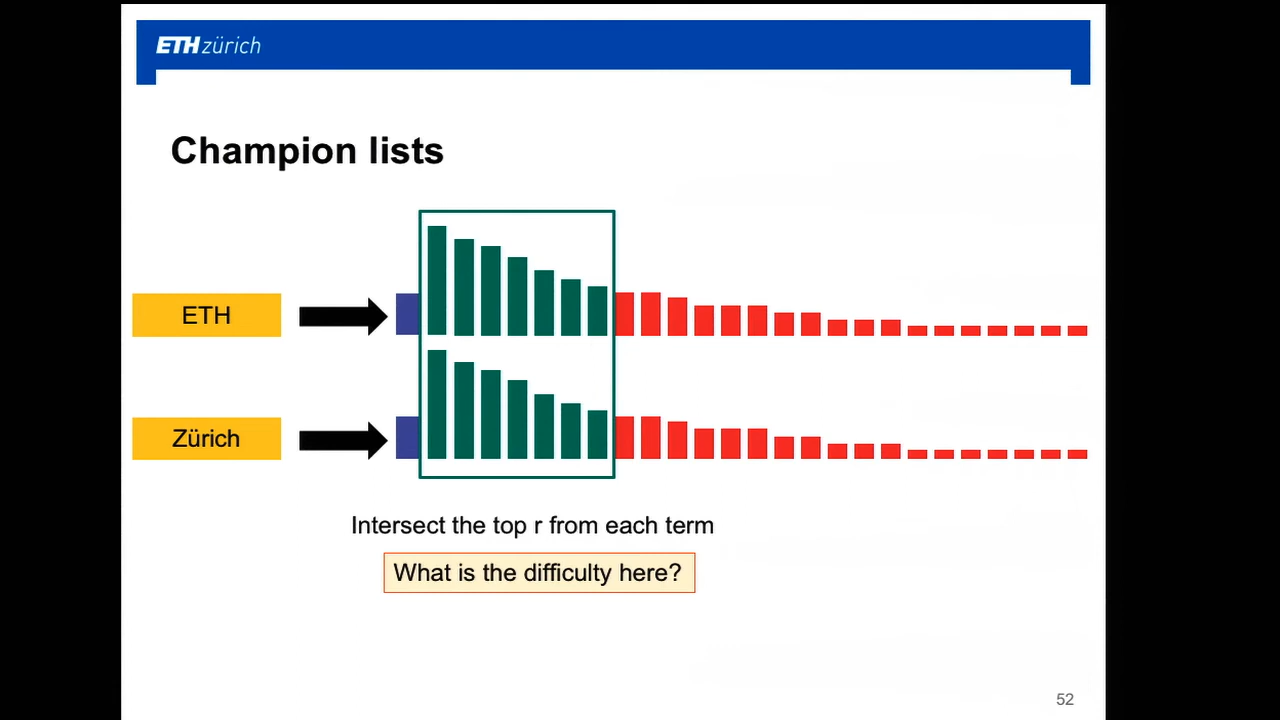 ETH zürich
Champion lists
ETH
Zürich
Intersect the top r from each term
What is the difficulty here?
52